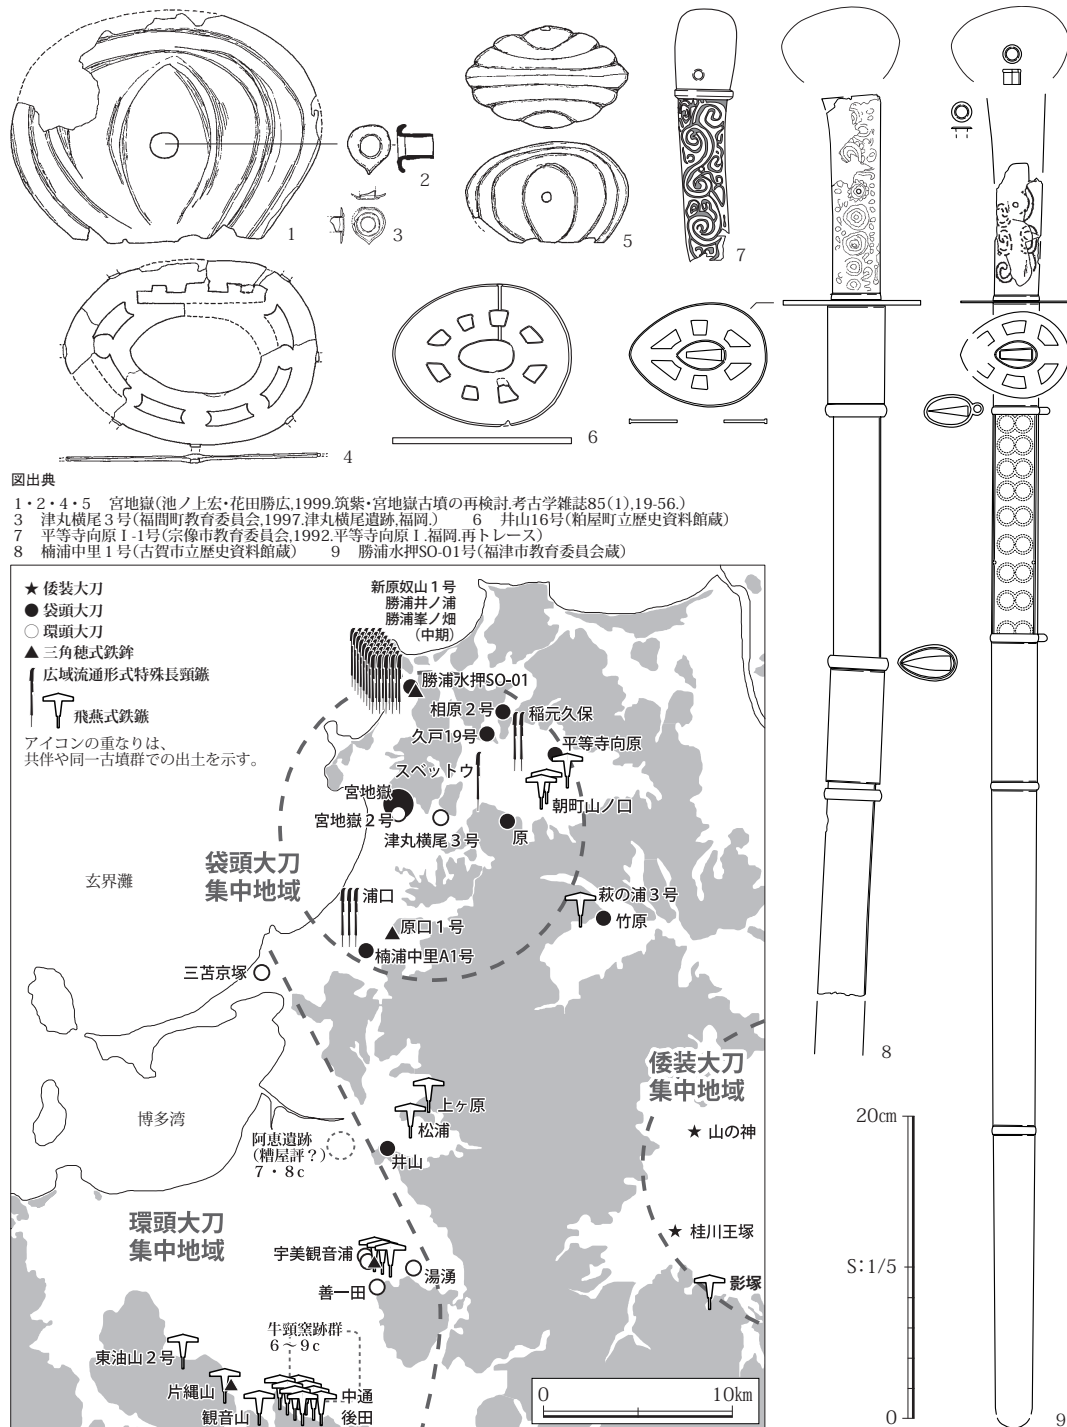 1
2
3
5
7
4
6
図出典
1・2・4・5　宮地嶽(池ノ上宏・花田勝広,1999.筑紫・宮地嶽古墳の再検討.考古学雑誌85(1),19-56.)
3　津丸横尾３号(福間町教育委員会,1997.津丸横尾遺跡,福岡.)　6　井山16号(粕屋町立歴史資料館蔵)
7　平等寺向原Ⅰ-1号(宗像市教育委員会,1992.平等寺向原Ⅰ.福岡.再トレース)
8　楠浦中里１号(古賀市立歴史資料館蔵)　9　勝浦水押SO-01号(福津市教育委員会蔵)
★ 倭装大刀
● 袋頭大刀
○ 環頭大刀
▲ 三角穂式鉄鉾
広域流通形式特殊長頸鏃
飛燕式鉄鏃
アイコンの重なりは、
共伴や同一古墳群での出土を示す。
新原奴山１号
勝浦井ノ浦
勝浦峯ノ畑
（中期）
勝浦水押SO-01
相原２号
稲元久保
久戸19号
平等寺向原
スベットウ
宮地嶽
朝町山ノ口
宮地嶽２号
津丸横尾３号
原
袋頭大刀
集中地域
玄界灘
浦口
萩の浦３号
原口１号
竹原
楠浦中里A1号
三苫京塚
倭装大刀
集中地域
上ヶ原
博多湾
松浦
★ 山の神
阿恵遺跡
（糟屋評？）
７・８c
井山
環頭大刀
集中地域
★ 桂川王塚
宇美観音浦
湯湧
影塚
善一田
牛頸窯跡群
６～９c
東油山２号
片縄山
中通
観音山
後田
0
10km
8
20cm
S:1/5
0
9